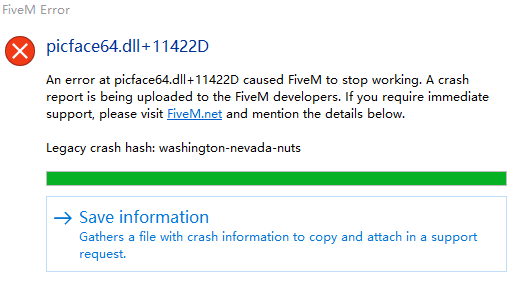 FiveM Error
picface64.dll+11422D
An error at picface64.dll+11422D caused FiveM to stop working. A crash
report is being uploaded to the FiveM developers. If you require immediate
support, please visit FiveM.net and mention the details below.
Legacy crash hash: washington-nevada-nuts
Save information
Gathers a file with crash information to copy and attach in a support
request.